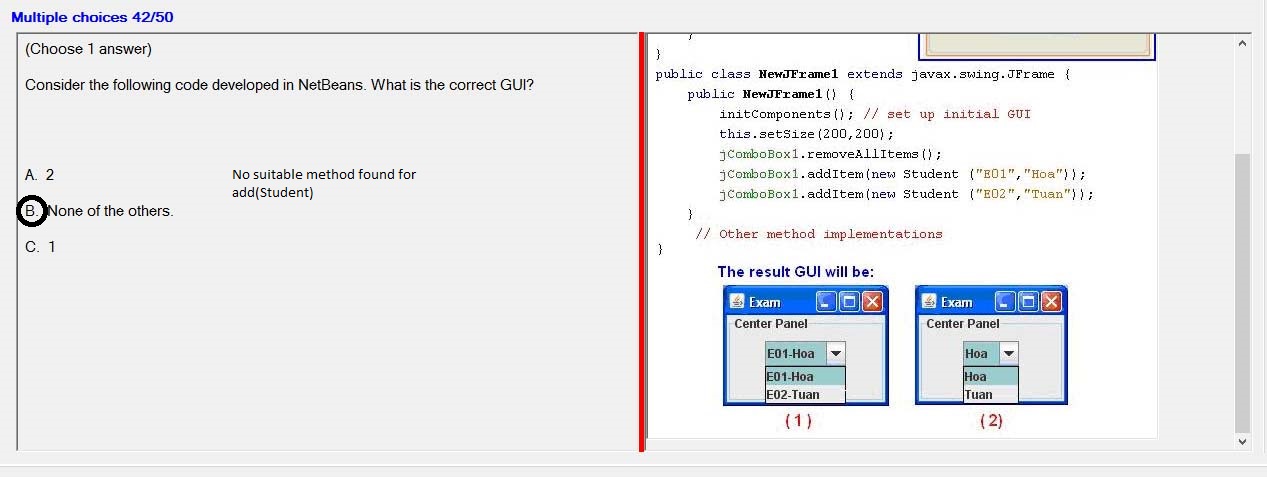 Multiple choices 42/50
(Choose 1 answer)
Consider the following code developed in NetBeans. What is the correct GUI?
A. 2
No suitable method found for
add(Student)
B. None of the others.
C. 1
}
}
public class NewJFrame1 extends javax.swing.JFrame {
public NewJFrame1() {
initComponents(); // set up initial GUI
this.setSize(200,200);
jComboBox1.removeAllItems();
jComboBox1.addItem(new Student ("E01","Hoa"));
jComboBox1.addItem(new Student ("E02","Tuan"));
}
// Other method implementations
}
The result GUI will be:
Exam
Center Panel
E01-Hoa
E01-Hoa
E02-Tuan
(1)
Exam
Center Panel
Hoa
Hoa
Tuan
(2)